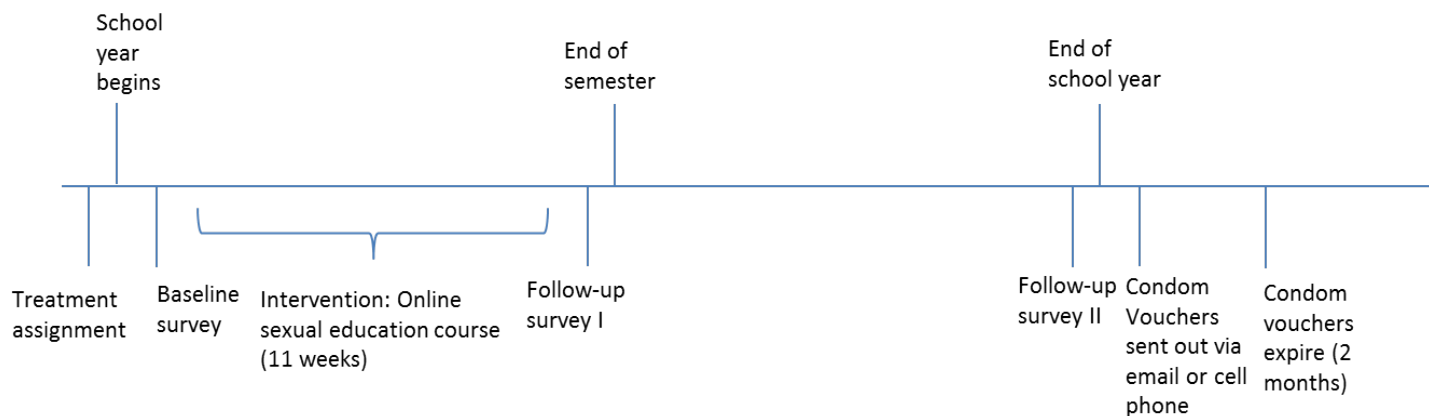 School
year
begins
End of
semester
End of
school year
Treatment
assignment
Baseline
survey
Intervention: Online
sexual education course
(11 weeks)
Follow-up
survey I
Follow-up
survey II
Condom
Vouchers
sent out via
email or cell
phone
Condom
vouchers
expire (2
months)